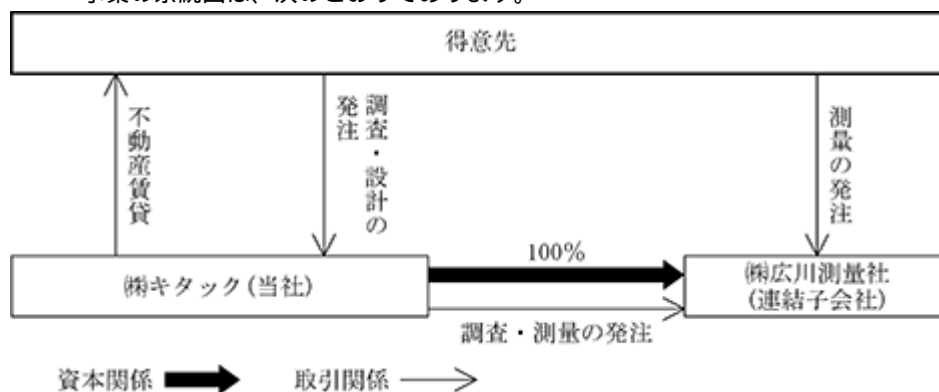 事業の系統図は、次のとおりであります。
得意先
不動産賃貸
調査・設計の
発注
測量の発注
㈱キタック(当社)
100%
㈱広川測量社
(連結子会社)
調査・測量の発注
資本関係
取引関係